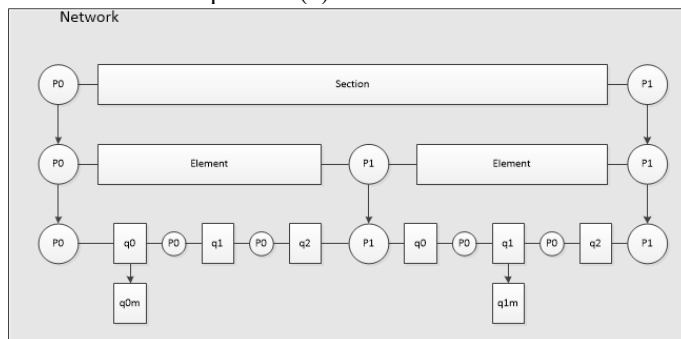 Network
P0 Section P1
P0 Element P1 Element P1
P0 q0 P0 q1 P0 q2 P1 q0 P0 q1 P0 q2 P1
q0m q1m